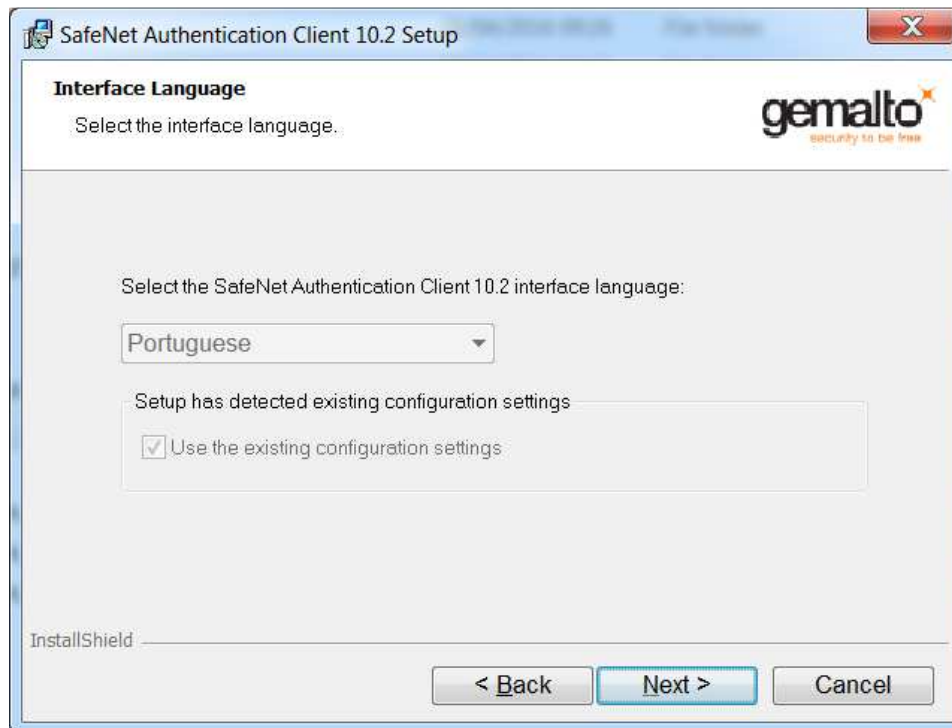 SafeNet Authentication Client 10.2 Setup
Interface Language
Select the interface language.
gemalto
security to be free
Select the SafeNet Authentication Client 10.2 interface language:
Portuguese
Setup has detected existing configuration settings
Use the existing configuration settings
InstallShield
< Back
Next >
Cancel